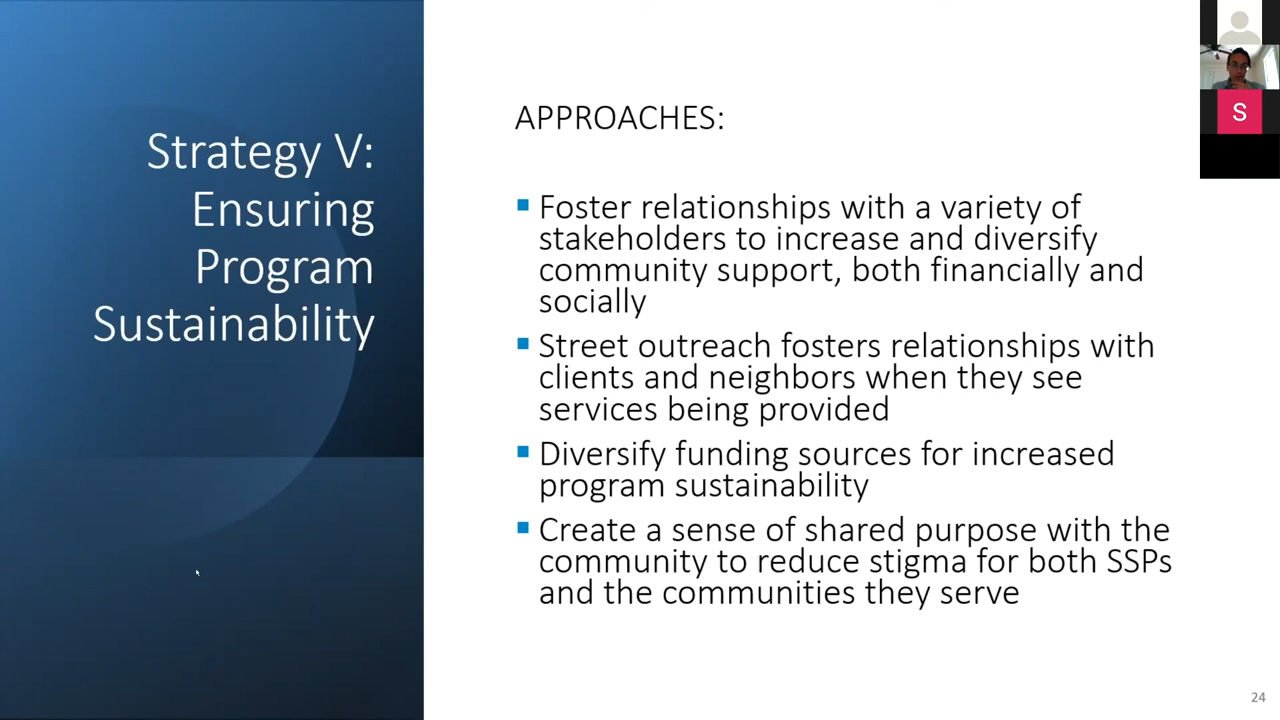 Strategy V:
Ensuring
Program
Sustainability
APPROACHES:
▪ Foster relationships with a variety of
stakeholders to increase and diversify
community support, both financially and
socially
▪ Street outreach fosters relationships with
clients and neighbors when they see
services being provided
▪ Diversify funding sources for increased
program sustainability
▪ Create a sense of shared purpose with the
community to reduce stigma for both SSPs
and the communities they serve
S
24